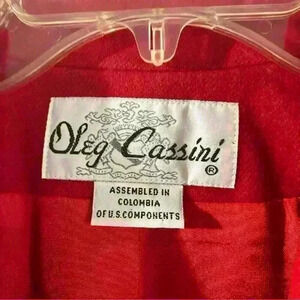 Oleg Cassini ®
ASSEMBLED IN
COLOMBIA
OF U.S. COMPONENTS